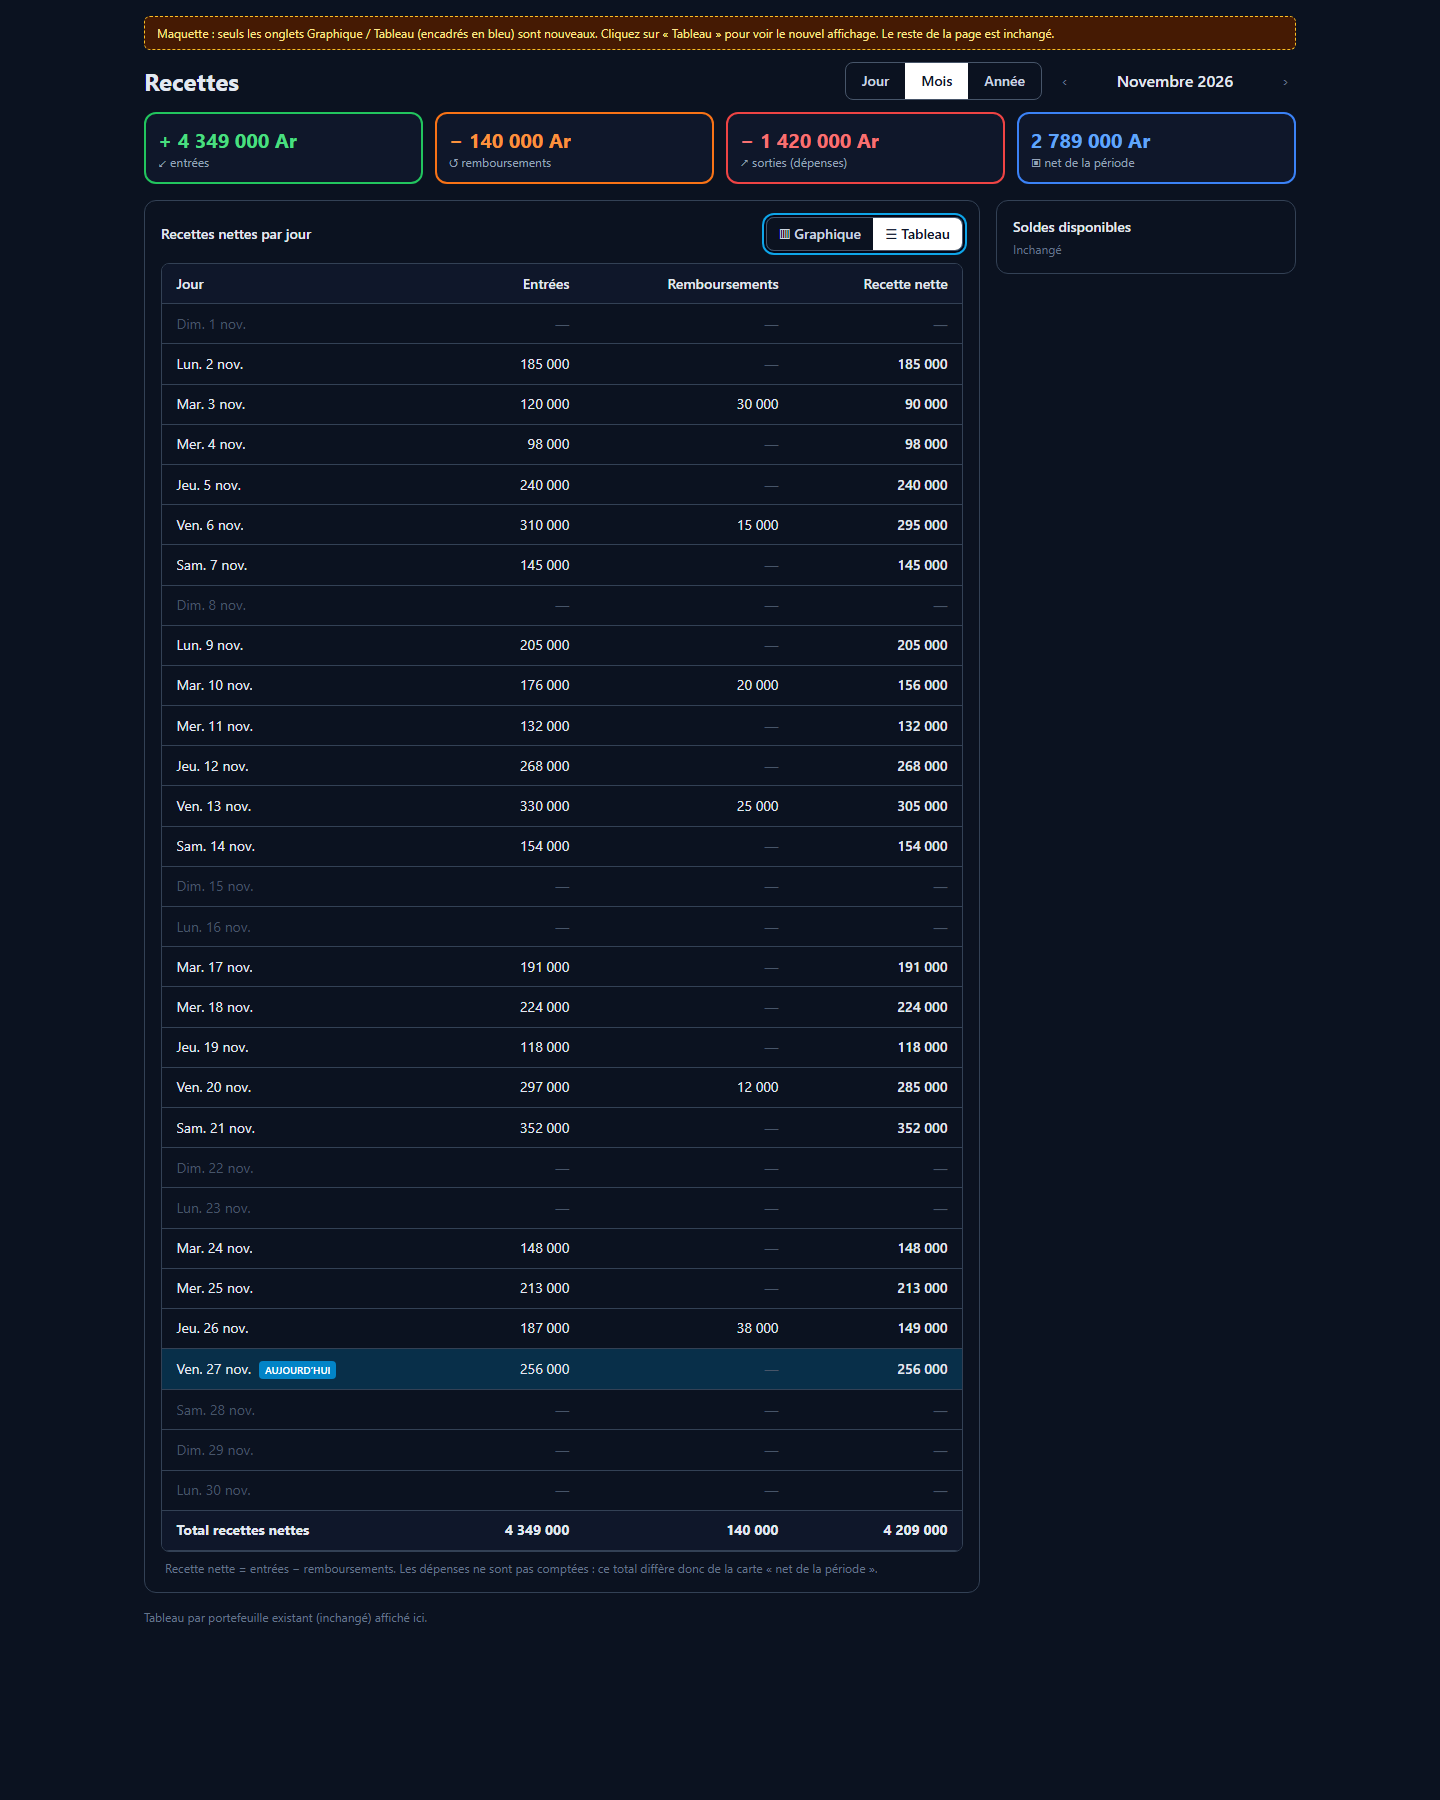 Maquette : seuls les onglets Graphique / Tableau (encadrés en bleu) sont nouveaux. Cliquez sur « Tableau » pour voir le nouvel affichage. Le reste de la page est inchangé.
Recettes
Jour Mois Année ‹ Novembre 2026 ›
+ 4 349 000 Ar
↙ entrées
− 140 000 Ar
↺ remboursements
− 1 420 000 Ar
↗ sorties (dépenses)
2 789 000 Ar
▣ net de la période
Recettes nettes par jour
▥ Graphique ☰ Tableau
Soldes disponibles
Inchangé
Jour Entrées Remboursements Recette nette
Dim. 1 nov. — — —
Lun. 2 nov. 185 000 — 185 000
Mar. 3 nov. 120 000 30 000 90 000
Mer. 4 nov. 98 000 — 98 000
Jeu. 5 nov. 240 000 — 240 000
Ven. 6 nov. 310 000 15 000 295 000
Sam. 7 nov. 145 000 — 145 000
Dim. 8 nov. — — —
Lun. 9 nov. 205 000 — 205 000
Mar. 10 nov. 176 000 20 000 156 000
Mer. 11 nov. 132 000 — 132 000
Jeu. 12 nov. 268 000 — 268 000
Ven. 13 nov. 330 000 25 000 305 000
Sam. 14 nov. 154 000 — 154 000
Dim. 15 nov. — — —
Lun. 16 nov. — — —
Mar. 17 nov. 191 000 — 191 000
Mer. 18 nov. 224 000 — 224 000
Jeu. 19 nov. 118 000 — 118 000
Ven. 20 nov. 297 000 12 000 285 000
Sam. 21 nov. 352 000 — 352 000
Dim. 22 nov. — — —
Lun. 23 nov. — — —
Mar. 24 nov. 148 000 — 148 000
Mer. 25 nov. 213 000 — 213 000
Jeu. 26 nov. 187 000 38 000 149 000
Ven. 27 nov. AUJOURD'HUI 256 000 — 256 000
Sam. 28 nov. — — —
Dim. 29 nov. — — —
Lun. 30 nov. — — —
Total recettes nettes 4 349 000 140 000 4 209 000
Recette nette = entrées − remboursements. Les dépenses ne sont pas comptées : ce total diffère donc de la carte « net de la période ».
Tableau par portefeuille existant (inchangé) affiché ici.